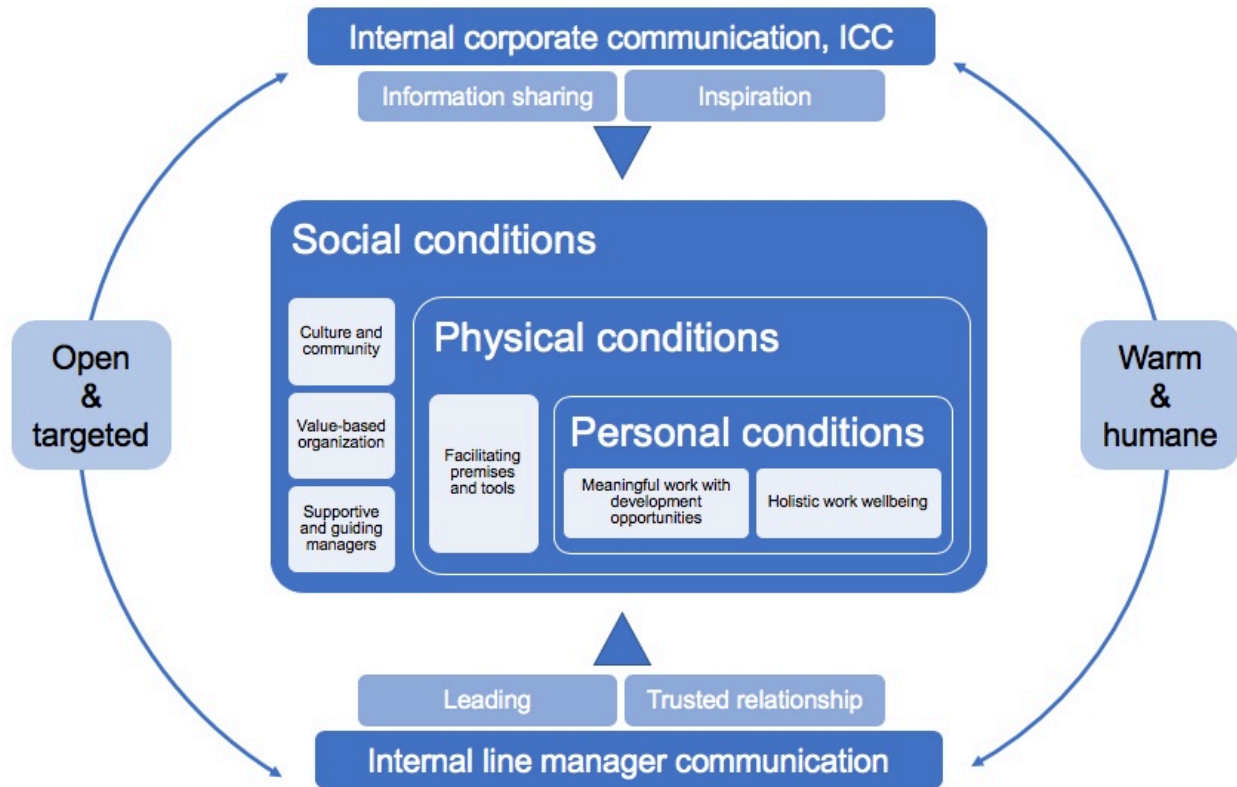 Internal corporate communication, ICC
Information sharing
Inspiration
Social conditions
Culture and
community
Value-based
organization
Supportive
and guiding
managers
Physical conditions
Facilitating
premises
and tools
Personal conditions
Meaningful work with
development
opportunities
Holistic work wellbeing
Open
&
targeted
Warm
&
humane
Leading
Trusted relationship
Internal line manager communication